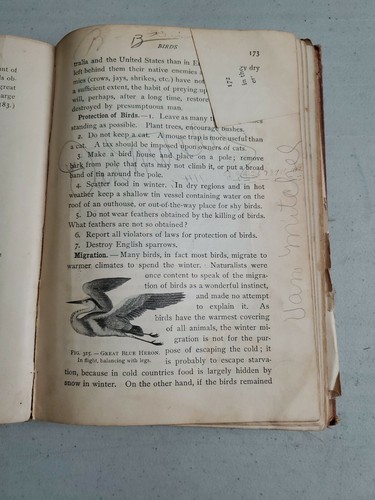 BIRDS 173
tralia and the United States than in
left behind them their native enemies
mies (crows, jays, shrikes, etc.) have not
a sufficient extent, the habit of preying up
will, perhaps, after a long time, restore
destroyed by presumptuous man.
Protection of Birds. — 1. Leave as many
standing as possible. Plant trees, encourage bushes.
2. Do not keep a cat. A mouse trap is more useful than
a cat. A tax should be imposed upon owners of cats.
3. Make a bird house and place on a pole; remove
bark from pole that cats may not climb it, or put a broad
band of tin around the pole.
4. Scatter food in winter. In dry regions and in hot
weather keep a shallow tin vessel containing water on the
roof of an outhouse, or out-of-the-way place for shy birds.
5. Do not wear feathers obtained by the killing of birds.
What feathers are not so obtained?
6. Report all violators of laws for protection of birds.
7. Destroy English sparrows.
Migration. — Many birds, in fact most birds, migrate to
warmer climates to spend the winter. Naturalists were
once content to speak of the migra-
tion of birds as a wonderful instinct,
and made no attempt
to explain it. As
birds have the warmest covering
of all animals, the winter mi-
gration is not for the pur-
pose of escaping the cold; it
is probably to escape starva-
FIG. 315. — GREAT BLUE HERON.
In flight, balancing with legs.
tion, because in cold countries food is largely hidden by
snow in winter. On the other hand, if the birds remained
172
in this
dry
or
nt of
ls ob-
great
large
183.)
B